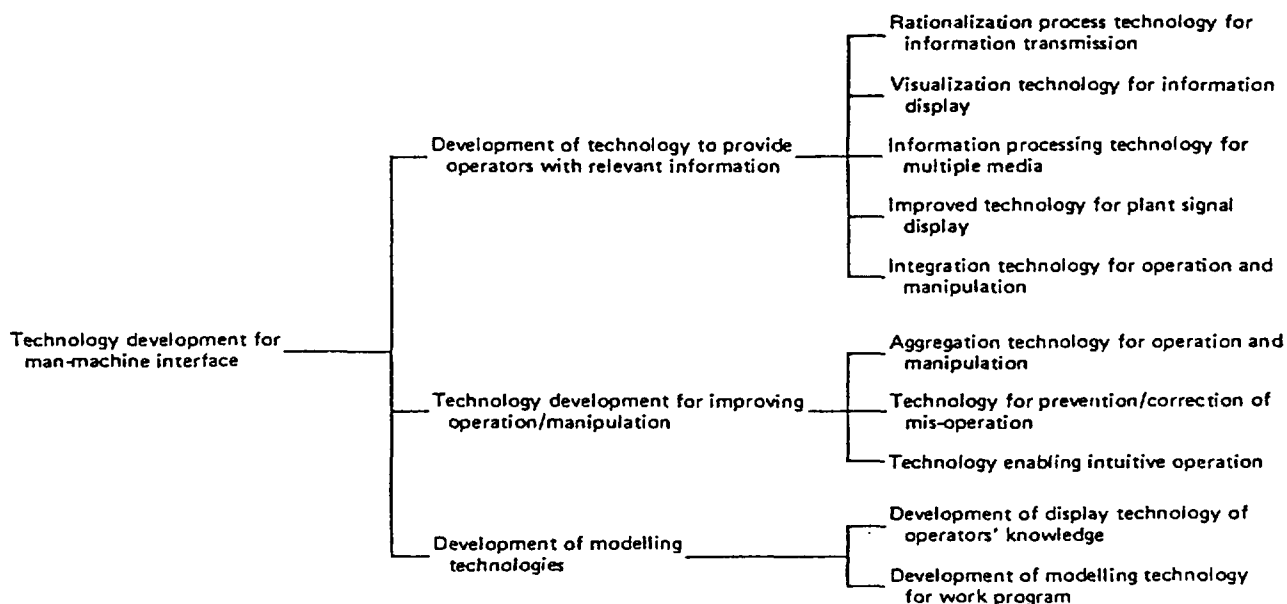 Technology development for
man-machine interface
Development of technology to provide
operators with relevant information
Rationalization process technology for
information transmission
Visualization technology for information
display
Information processing technology for
multiple media
Improved technology for plant signal
display
Integration technology for operation and
manipulation
Technology development for improving
operation/manipulation
Aggregation technology for operation and
manipulation
Technology for prevention/correction of
mis-operation
Technology enabling intuitive operation
Development of modelling
technologies
Development of display technology of
operators' knowledge
Development of modelling technology
for work program